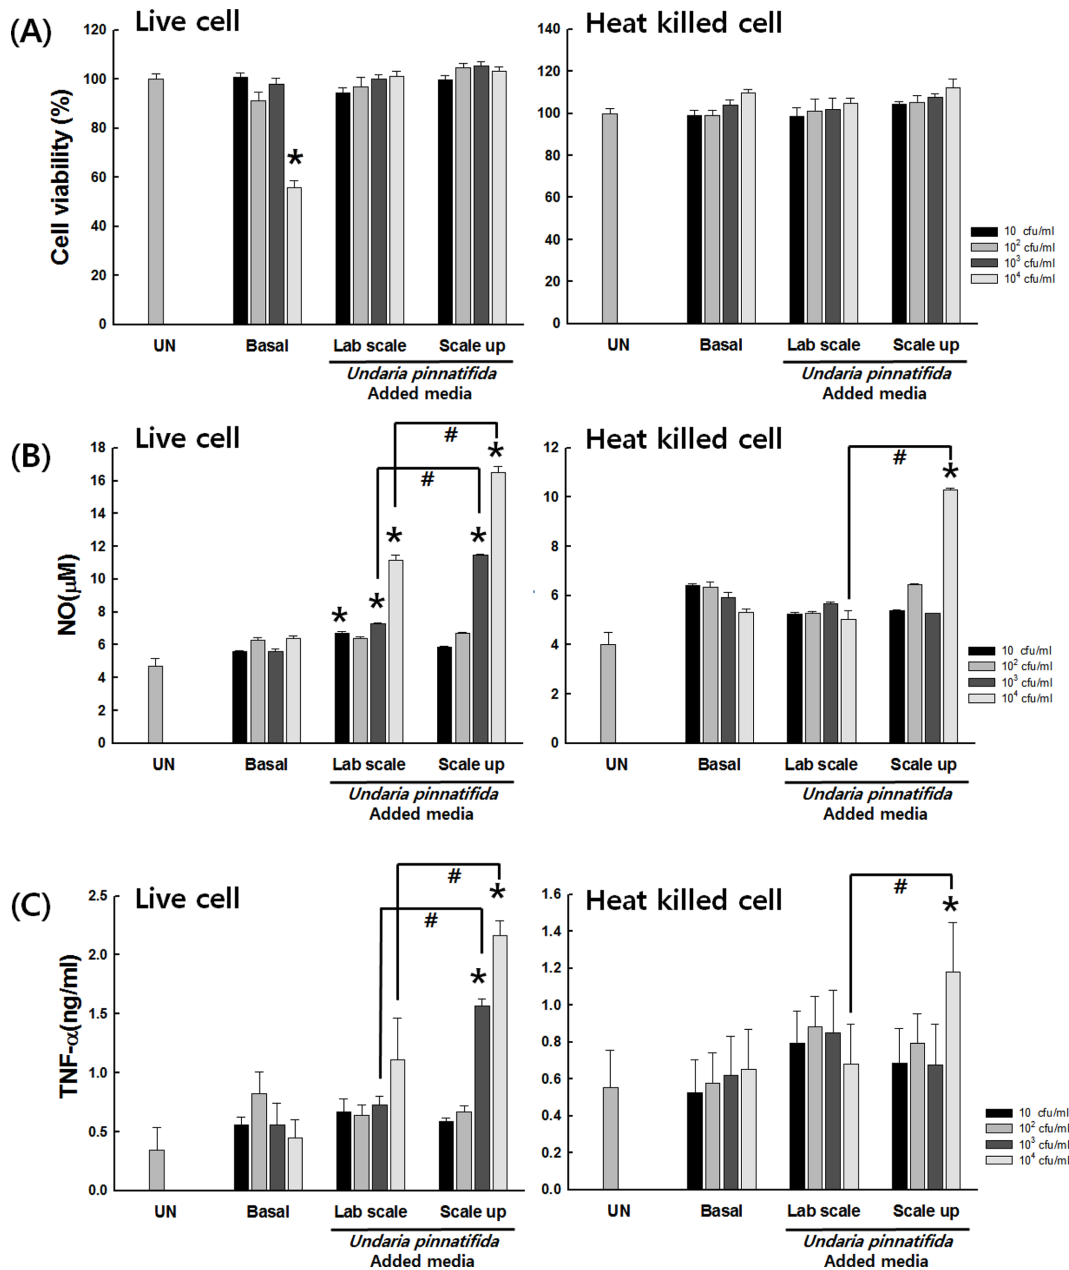 (A)
Live cell
Cell viability (%)
120
100
80
60
40
20
0
*
UN
Basal
Lab scale
Scale up
Undaria pinnatifida
Added media
Heat killed cell
140
120
100
80
60
40
20
0
UN
Basal
Lab scale
Scale up
Undaria pinnatifida
Added media
10 cfu/ml
10² cfu/ml
10³ cfu/ml
10⁴ cfu/ml
(B)
Live cell
NO(μM)
18
16
14
12
10
8
6
4
2
0
#
#
*
*
*
*
*
UN
Basal
Lab scale
Scale up
Undaria pinnatifida
Added media
Heat killed cell
12
10
8
6
4
2
0
#
*
UN
Basal
Lab scale
Scale up
Undaria pinnatifida
Added media
10 cfu/ml
10² cfu/ml
10³ cfu/ml
10⁴ cfu/ml
(C)
Live cell
TNF-α(ng/ml)
2.5
2.0
1.5
1.0
0.5
0.0
#
#
*
*
UN
Basal
Lab scale
Scale up
Undaria pinnatifida
Added media
Heat killed cell
1.6
1.4
1.2
1.0
0.8
0.6
0.4
0.2
0.0
#
*
UN
Basal
Lab scale
Scale up
Undaria pinnatifida
Added media
10 cfu/ml
10² cfu/ml
10³ cfu/ml
10⁴ cfu/ml